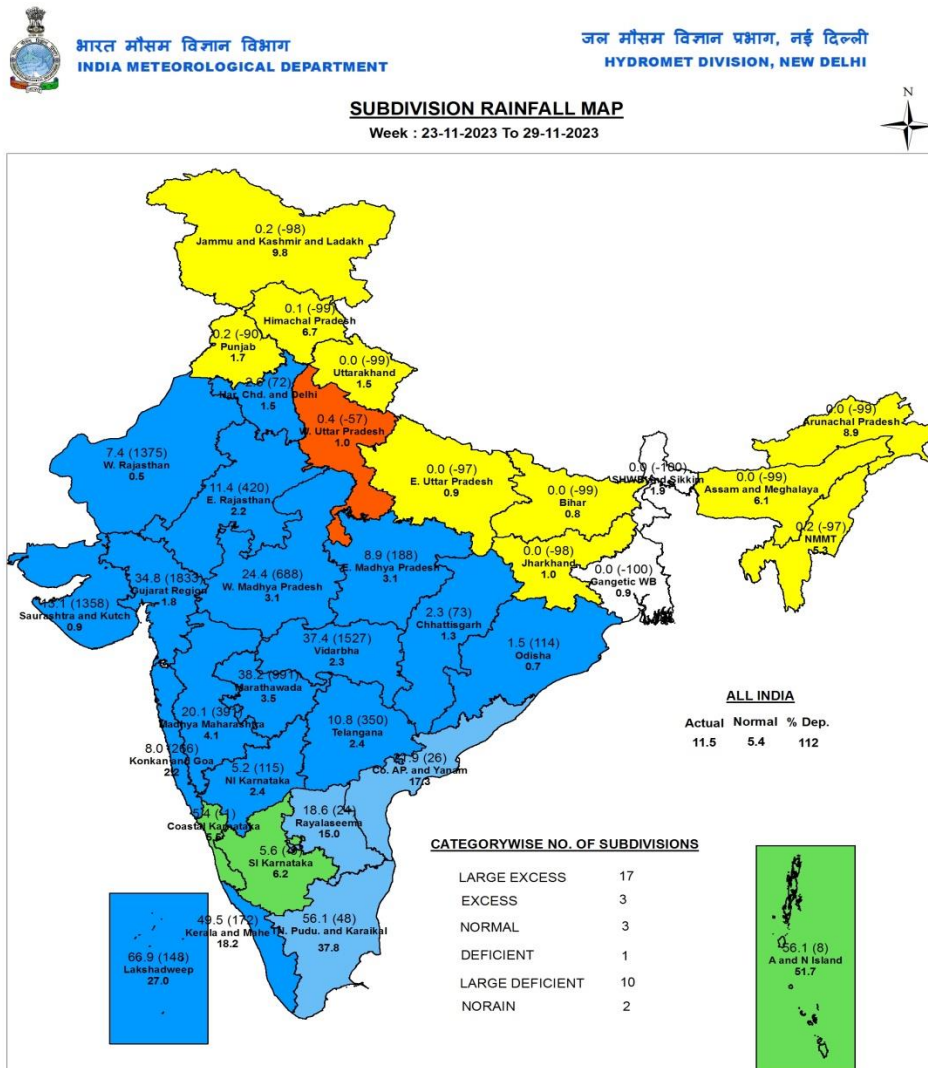 भारत मौसम विज्ञान विभाग
INDIA METEOROLOGICAL DEPARTMENT
जल मौसम विज्ञान प्रभाग, नई दिल्ली
HYDROMET DIVISION, NEW DELHI
SUBDIVISION RAINFALL MAP
Week : 23-11-2023 To 29-11-2023
N
0.2 (-98)
Jammu and Kashmir and Ladakh
9.8
0.1 (-99)
Himachal Pradesh
6.7
0.2 (-90)
Punjab
1.7
0.0 (-99)
Uttarakhand
1.5
(72)
Har. Chd. and Delhi
1.5
0.4 (-57)
W. Uttar Pradesh
1.0
0.0 (-99)
Arunachal Pradesh
8.9
7.4 (1375)
W. Rajasthan
0.5
0.0 (-97)
E. Uttar Pradesh
0.9
0.0 (-100)
SHWB and Sikkim
1.9
0.0 (-99)
Assam and Meghalaya
6.1
11.4 (420)
E. Rajasthan
2.2
0.0 (-99)
Bihar
0.8
0.2 (-97)
NMMT
5.3
0.0 (-98)
Jharkhand
1.0
8.9 (188)
E. Madhya Pradesh
3.1
0.0 (-100)
Gangetic WB
0.9
34.8 (1833)
Gujarat Region
1.8
24.4 (688)
W. Madhya Pradesh
3.1
13.1 (1358)
Saurashtra and Kutch
0.9
2.3 (73)
Chhattisgarh
1.3
37.4 (1527)
Vidarbha
2.3
1.5 (114)
Odisha
0.7
38.2 (991)
Marathawada
3.5
20.1
Madhya Maharashtra
4.1
10.8 (350)
Telangana
2.4
8.0 (266)
Konkan and Goa
2.2
(26)
Co. AP. and Yanam
17.3
5.2 (115)
NI Karnataka
2.4
18.6
Rayalaseema
15.0
5.4 (-1)
Coastal Karnataka
5.6
SI Karnataka
6.2
49.5 (172)
Kerala and Mahe
18.2
56.1 (48)
Pudu. and Karaikal
37.8
66.9 (148)
Lakshadweep
27.0
56.1 (8)
A and N Island
51.7
ALL INDIA
Actual Normal % Dep.
11.5 5.4 112
CATEGORYWISE NO. OF SUBDIVISIONS
LARGE EXCESS 17
EXCESS 3
NORMAL 3
DEFICIENT 1
LARGE DEFICIENT 10
NORAIN 2